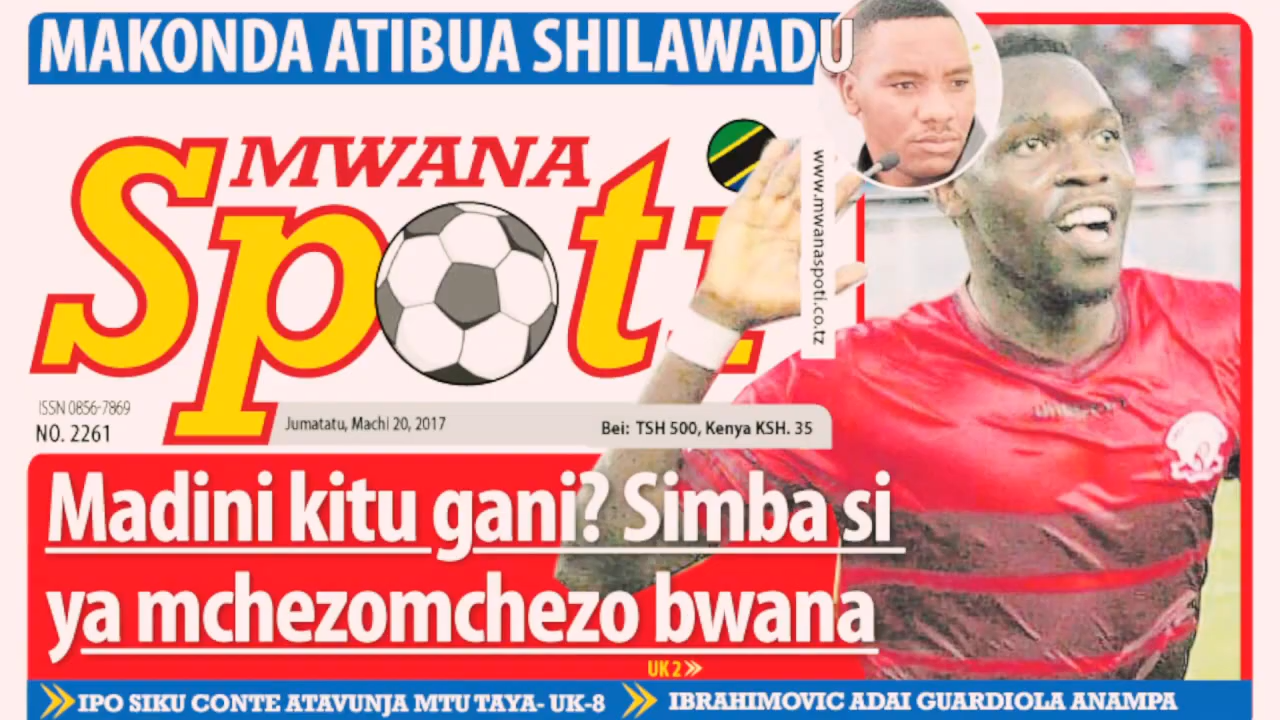 MAKONDA ATIBUA SHILAWADU
MWANA
Spoti
www.mwanaspoti.co.tz
ISSN 0856-7869
NO. 2261
Jumatatu, Machi 20, 2017
Bei: TSH 500, Kenya KSH. 35
Madini kitu gani? Simba si
ya mchezomchezo bwana
UK 2
IPO SIKU CONTE ATAVUNJA MTU TAYA- UK-8
IBRAHIMOVIC ADAI GUARDIOLA ANAMPA